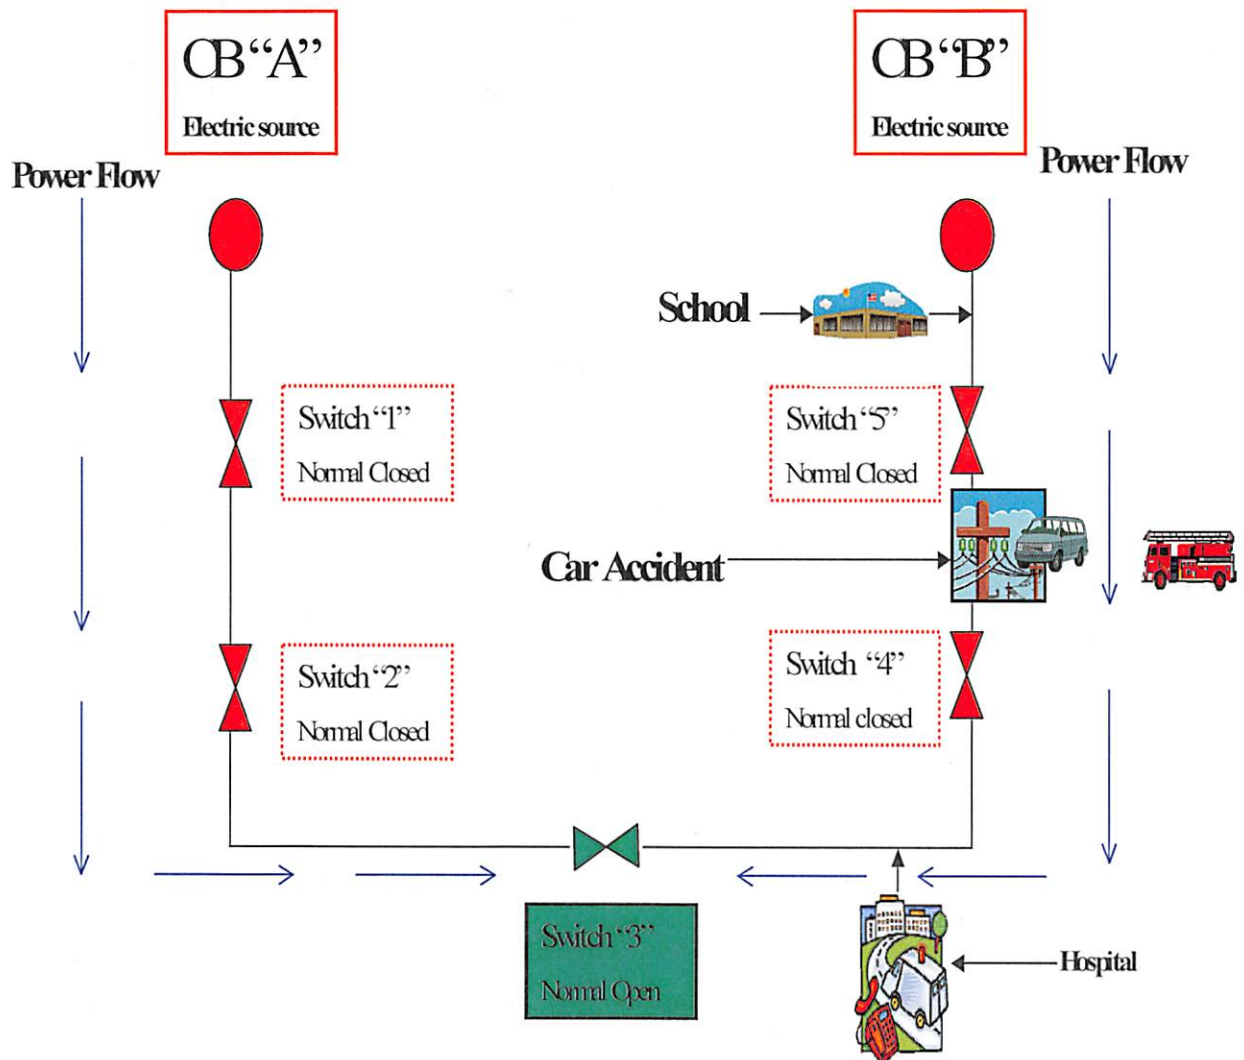 CB “A”
Electric source
CB “B”
Electric source
Power Flow
Power Flow
School
Switch “1”
Normal Closed
Switch “5”
Normal Closed
Car Accident
Switch “2”
Normal Closed
Switch “4”
Normal closed
Switch “3”
Normal Open
Hospital